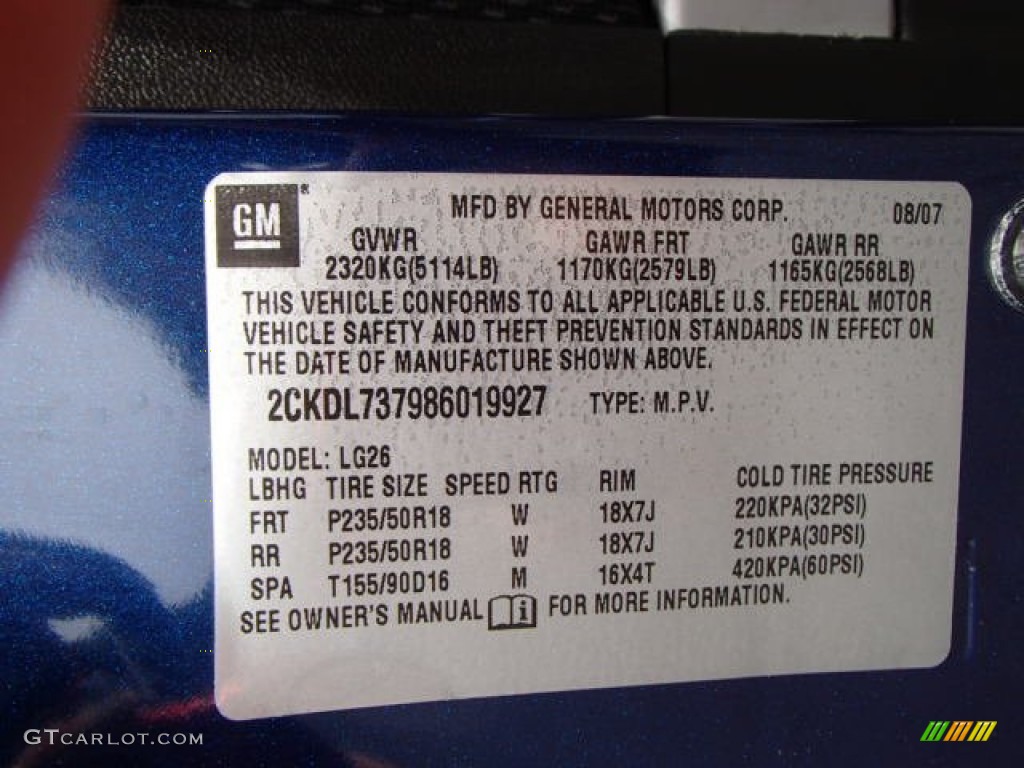 GM ®
MFD BY GENERAL MOTORS CORP. 08/07
GVWR GAWR FRT GAWR RR
2320KG(5114LB) 1170KG(2579LB) 1165KG(2568LB)
THIS VEHICLE CONFORMS TO ALL APPLICABLE U.S. FEDERAL MOTOR
VEHICLE SAFETY AND THEFT PREVENTION STANDARDS IN EFFECT ON
THE DATE OF MANUFACTURE SHOWN ABOVE.
2CKDL737986019927 TYPE: M.P.V.
MODEL: LG26
LBHG TIRE SIZE SPEED RTG RIM COLD TIRE PRESSURE
FRT P235/50R18 W 18X7J 220KPA(32PSI)
RR P235/50R18 W 18X7J 210KPA(30PSI)
SPA T155/90D16 M 16X4T 420KPA(60PSI)
SEE OWNER'S MANUAL i FOR MORE INFORMATION.
GTCARLOT.COM